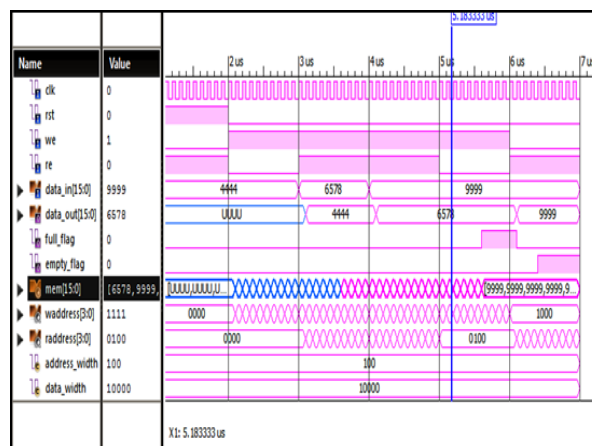 5.183333 us
Name Value 2 us 3 us 4 us 5 us 6 us 7 us
clk 0
rst 0
we 1
re 0
data_in[15:0] 9999 4444 6578 9999
data_out[15:0] 6578 UUUU 4444 6578 9999
full_flag 0
empty_flag 0
mem[15:0] [6578,9999, [UUUU,UUUU,U... [9999,9999,9999,9999,9...
waddress[3:0] 1111 0000 1000
raddress[3:0] 0100 0000 0100
address_width 100 100
data_width 10000 10000
X1: 5.183333 us